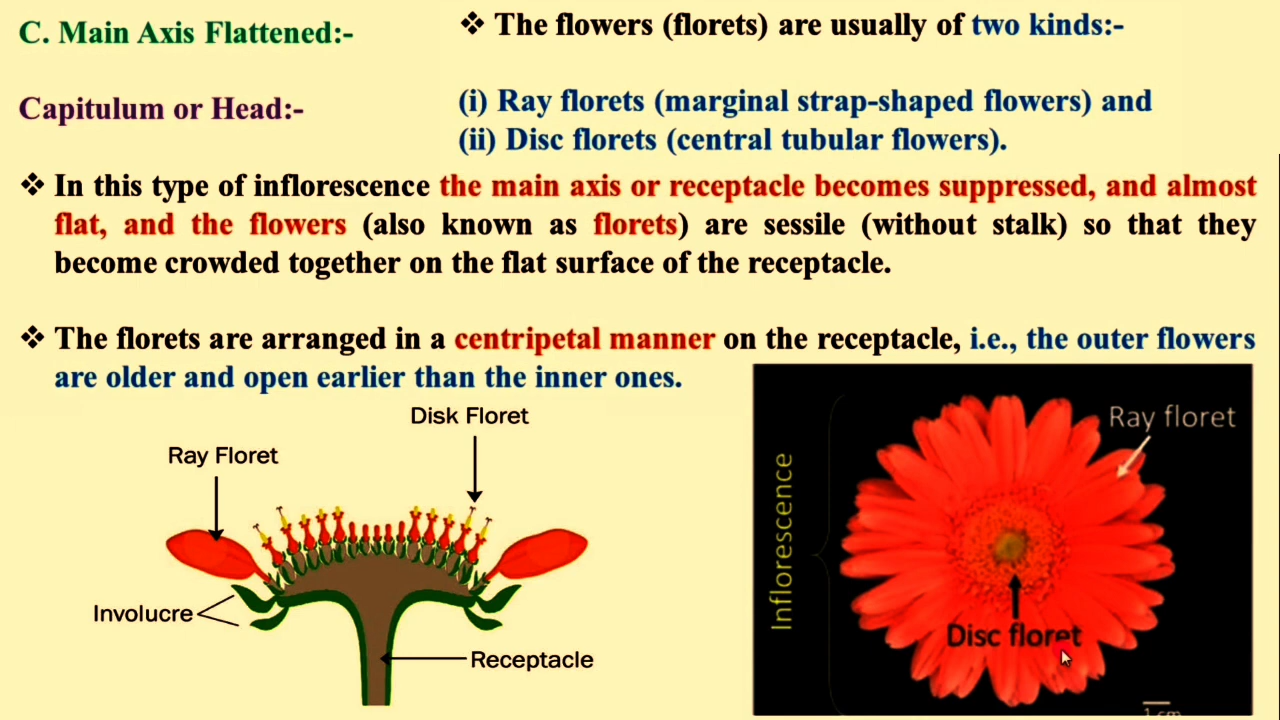 C. Main Axis Flattened:-
Capitulum or Head:-
❖ The flowers (florets) are usually of two kinds:-
(i) Ray florets (marginal strap-shaped flowers) and
(ii) Disc florets (central tubular flowers).
❖ In this type of inflorescence the main axis or receptacle becomes suppressed, and almost
flat, and the flowers (also known as florets) are sessile (without stalk) so that they
become crowded together on the flat surface of the receptacle.
❖ The florets are arranged in a centripetal manner on the receptacle, i.e., the outer flowers
are older and open earlier than the inner ones.
Disk Floret
Ray Floret
Involucre
Receptacle
Inflorescence
Ray floret
Disc floret
1 cm